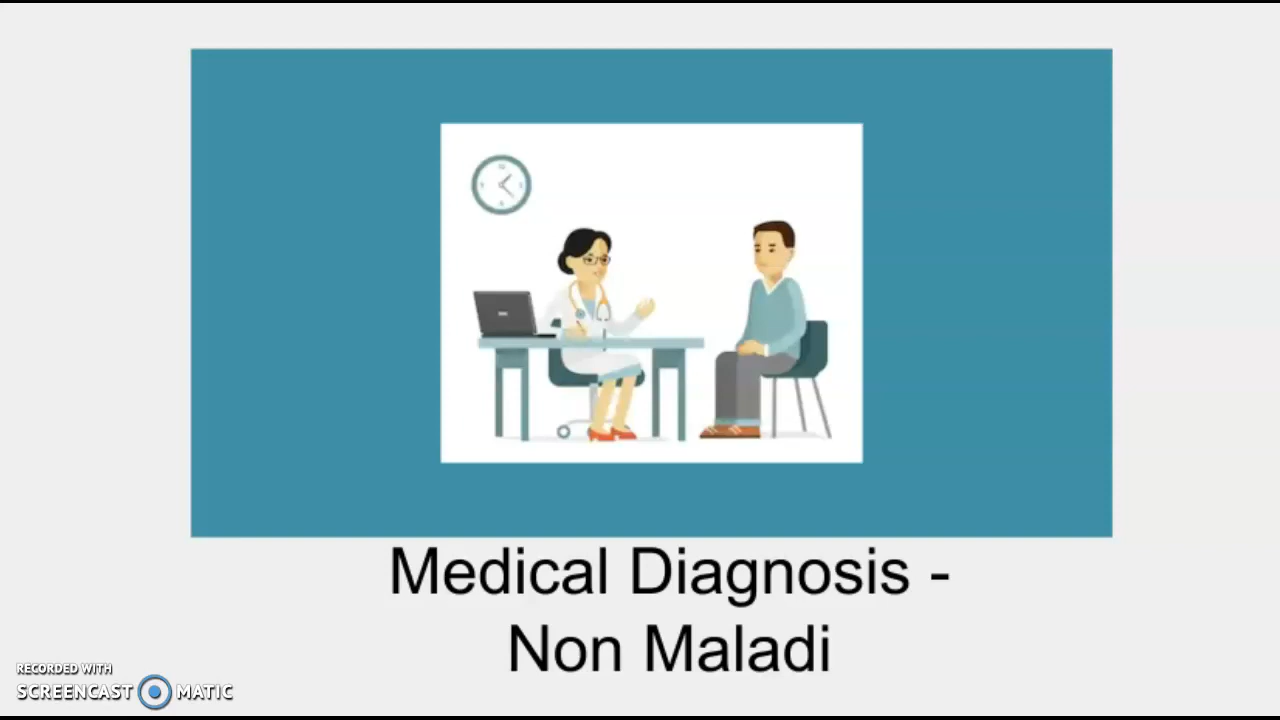 Medical Diagnosis -
Non Maladi
RECORDED WITH
SCREENCAST MATIC